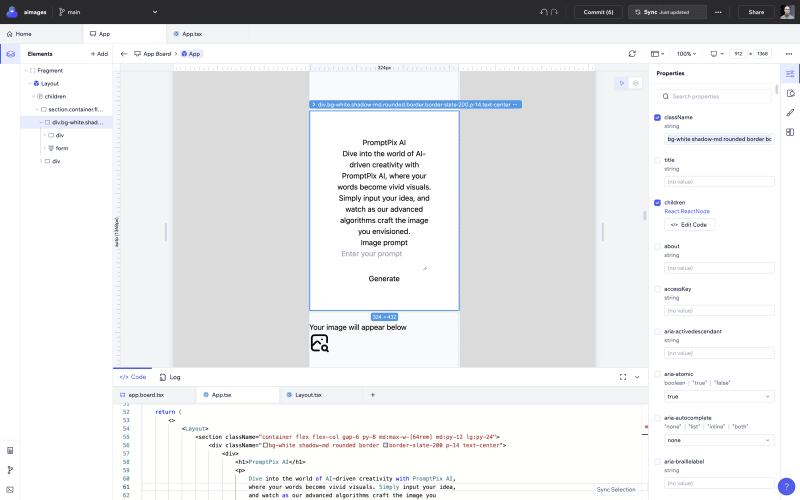 aimages
main
Commit (6)
Sync Just updated
Share
Home
App
App.tsx
Elements
+ Add
App Board
App
100%
912 × 1368
Properties
Fragment
Layout
children
section.container.fl...
div.bg-white.shad...
div
form
div
324px
auto (1368px)
div.bg-white.shadow-md.rounded.border.border-slate-200.p-14.text-center
PromptPix AI
Dive into the world of AI-
driven creativity with
PromptPix AI, where your
words become vivid visuals.
Simply input your idea, and
watch as our advanced
algorithms craft the image
you envisioned.
Image prompt
Enter your prompt
Generate
324 × 432
Your image will appear below
Search properties
className
string
bg-white shadow-md rounded border bo
title
string
(no value)
children
React.ReactNode
</> Edit Code
about
string
(no value)
accessKey
string
(no value)
aria-activedescendant
string
(no value)
aria-atomic
boolean | "true" | "false"
true
aria-autocomplete
"none" | "list" | "inline" | "both"
none
aria-braillelabel
string
(no value)
</> Code
Log
app.board.tsx
App.tsx
Layout.tsx
+
51
52 return (
53 <>
54 <Layout>
55 <section className="container flex flex-col gap-6 py-8 md:max-w-[64rem] md:py-12 lg:py-24">
56 <div className="bg-white shadow-md rounded border border-slate-200 p-14 text-center">
57 <div>
58 <h1>PromptPix AI</h1>
59 <p>
60 Dive into the world of AI-driven creativity with PromptPix AI,
61 where your words become vivid visuals. Simply input your idea,
62 and watch as our advanced algorithms craft the image you
Sync Selection
?